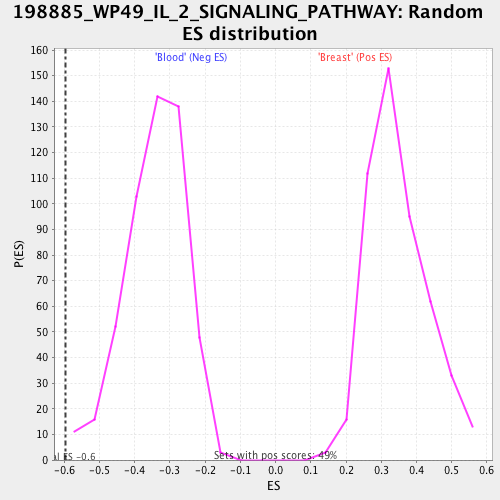 198885_WP49_IL_2_SIGNALING_PATHWAY: Random
ES distribution
'Blood' (Neg ES) 'Breast' (Pos ES)
160
150
140
130
120
110
100
90
80
70
60
50
40
30
20
10
0
P(ES)
ES -0.6
Sets with pos scores: 49%
-0.6 -0.5 -0.4 -0.3 -0.2 -0.1 0.0 0.1 0.2 0.3 0.4 0.5 0.6
ES